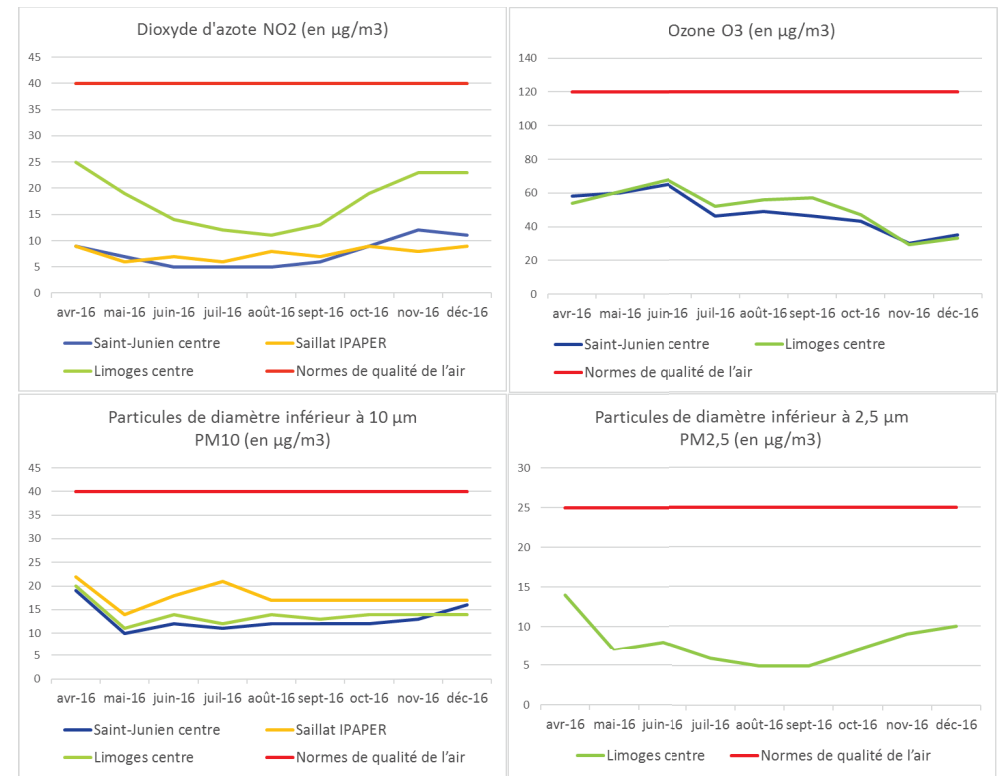 Dioxyde d'azote NO2 (en µg/m3)
45
40
35
30
25
20
15
10
5
0
avr-16 mai-16 juin-16 juil-16 août-16 sept-16 oct-16 nov-16 déc-16
Saint-Junien centre Saillat IPAPER
Limoges centre Normes de qualité de l'air
Ozone O3 (en µg/m3)
140
120
100
80
60
40
20
0
avr-16 mai-16 juin-16 juil-16 août-16 sept-16 oct-16 nov-16 déc-16
Saint-Junien centre Limoges centre
Normes de qualité de l'air
Particules de diamètre inférieur à 10 µm
PM10 (en µg/m3)
45
40
35
30
25
20
15
10
5
0
avr-16 mai-16 juin-16 juil-16 août-16 sept-16 oct-16 nov-16 déc-16
Saint-Junien centre Saillat IPAPER
Limoges centre Normes de qualité de l'air
Particules de diamètre inférieur à 2,5 µm
PM2,5 (en µg/m3)
30
25
20
15
10
5
0
avr-16 mai-16 juin-16 juil-16 août-16 sept-16 oct-16 nov-16 déc-16
Limoges centre Normes de qualité de l'air